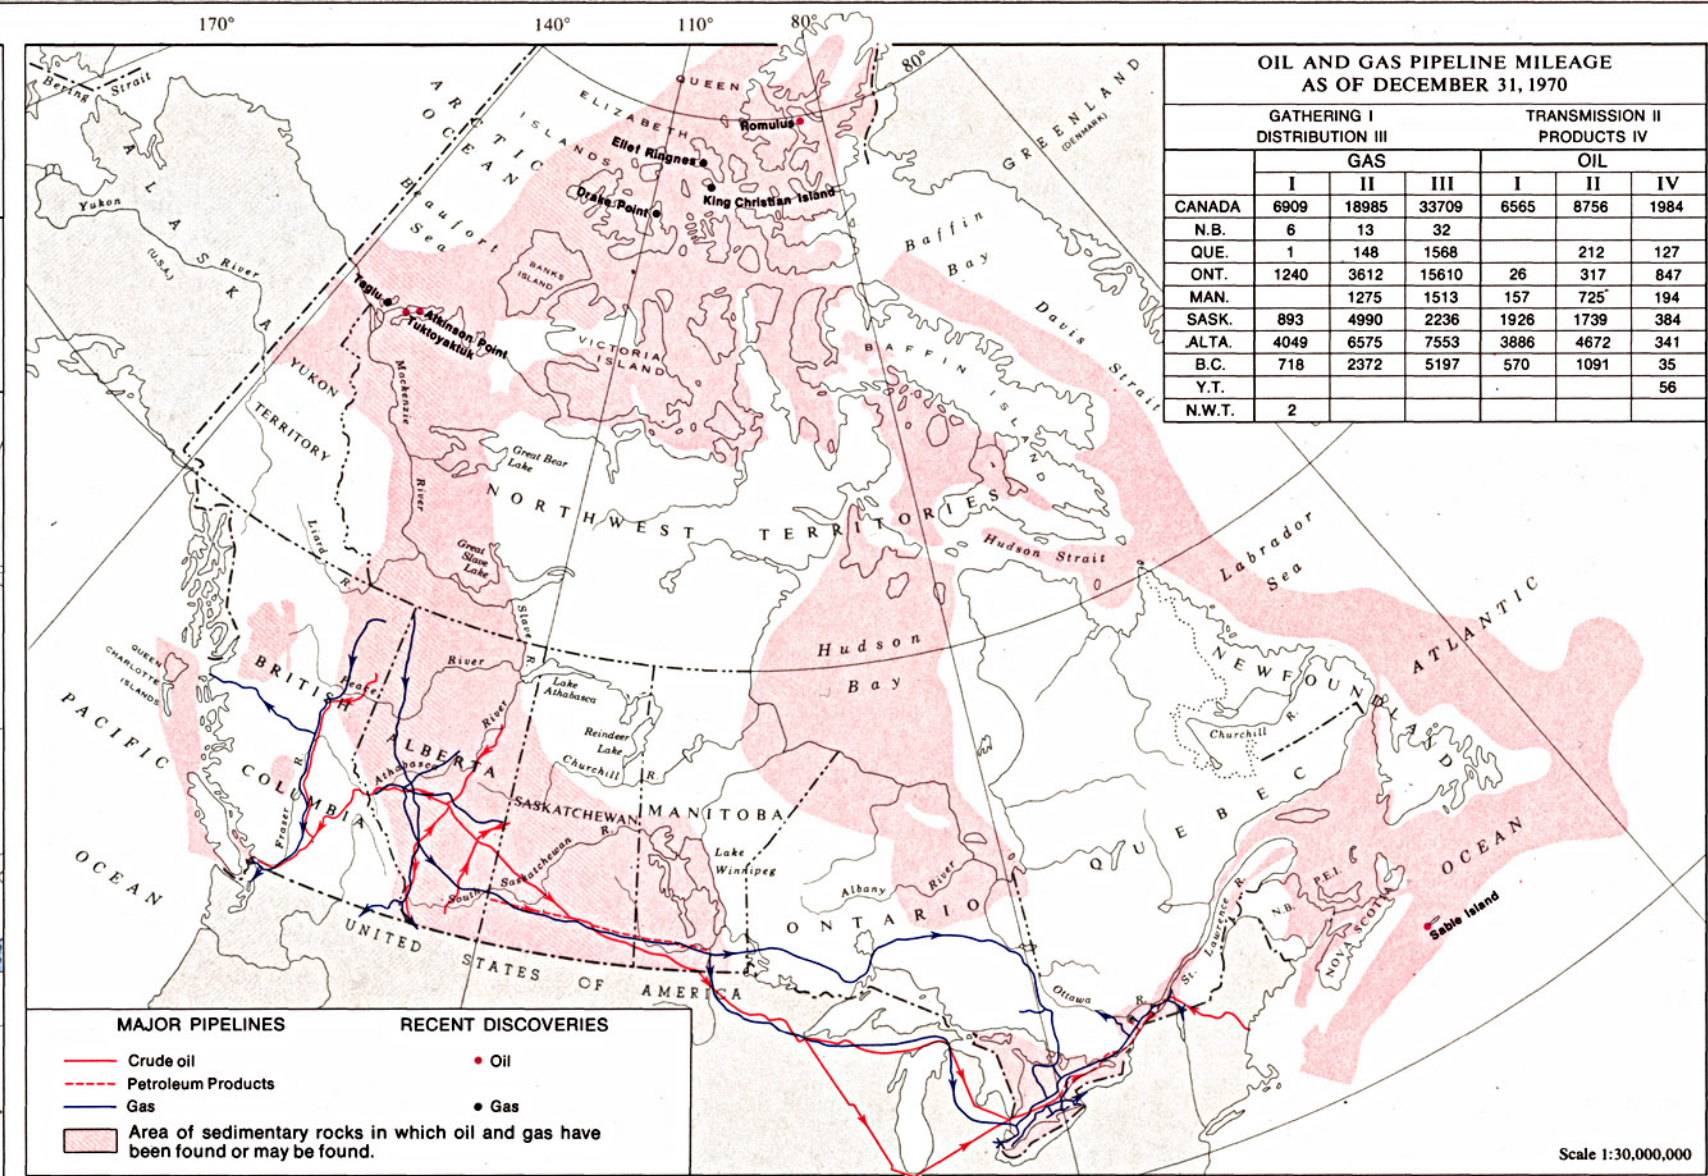 170°
140°
110°
80°
80°
Bering Strait
ALASKA
(U.S.A.)
Yukon
River
ARCTIC
OCEAN
Beaufort
Sea
QUEEN
ELIZABETH
ISLANDS
Romulus
Ellef Ringnes
King Christian Island
Drake Point
GREENLAND
(DENMARK)
Baffin
Bay
Davis Strait
BANKS
ISLAND
VICTORIA
ISLAND
BAFFIN ISLAND
Taglu
Atkinson Point
Tuktoyaktuk
Mackenzie
River
YUKON
TERRITORY
Great Bear
Lake
NORTHWEST TERRITORIES
Great
Slave
Lake
Liard R.
Slave R.
Hudson Strait
Labrador
Sea
Hudson
Bay
ATLANTIC
OCEAN
PACIFIC
OCEAN
QUEEN
CHARLOTTE
ISLANDS
BRITISH
COLUMBIA
Peace
River
Fraser R.
Lake
Athabasca
River
Athabasca
ALBERTA
Reindeer
Lake
Churchill R.
SASKATCHEWAN
MANITOBA
South Saskatchewan R.
Lake
Winnipeg
ONTARIO
Albany River
QUEBEC
NEWFOUNDLAND
Churchill R.
P.E.I.
N.B.
NOVA SCOTIA
Sable Island
St. Lawrence R.
Ottawa R.
UNITED STATES OF AMERICA
OIL AND GAS PIPELINE MILEAGE
AS OF DECEMBER 31, 1970
GATHERING I TRANSMISSION II
DISTRIBUTION III PRODUCTS IV
GAS OIL
I II III I II IV
CANADA 6909 18985 33709 6565 8756 1984
N.B. 6 13 32
QUE. 1 148 1568 212 127
ONT. 1240 3612 15610 26 317 847
MAN. 1275 1513 157 725 194
SASK. 893 4990 2236 1926 1739 384
ALTA. 4049 6575 7553 3886 4672 341
B.C. 718 2372 5197 570 1091 35
Y.T. 56
N.W.T. 2
MAJOR PIPELINES RECENT DISCOVERIES
Crude oil Oil
Petroleum Products
Gas Gas
Area of sedimentary rocks in which oil and gas have
been found or may be found.
Scale 1:30,000,000